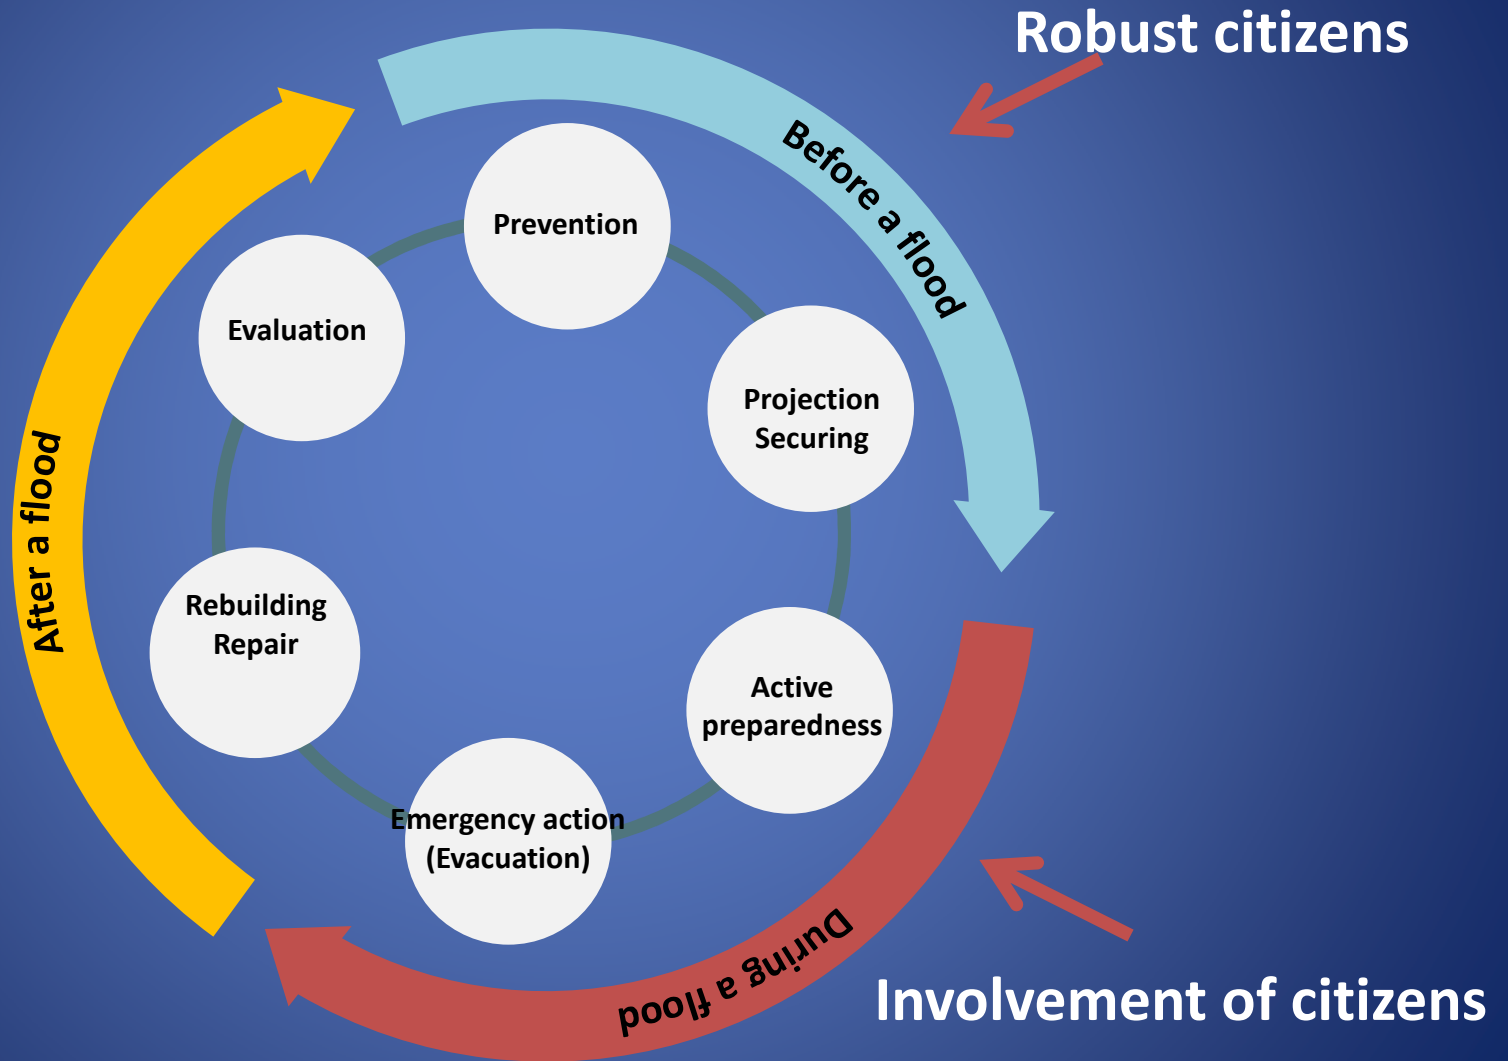 Robust citizens
Before a flood
Prevention
Evaluation
Projection
Securing
After a flood
Rebuilding
Repair
Active
preparedness
Emergency action
(Evacuation)
During a flood
Involvement of citizens